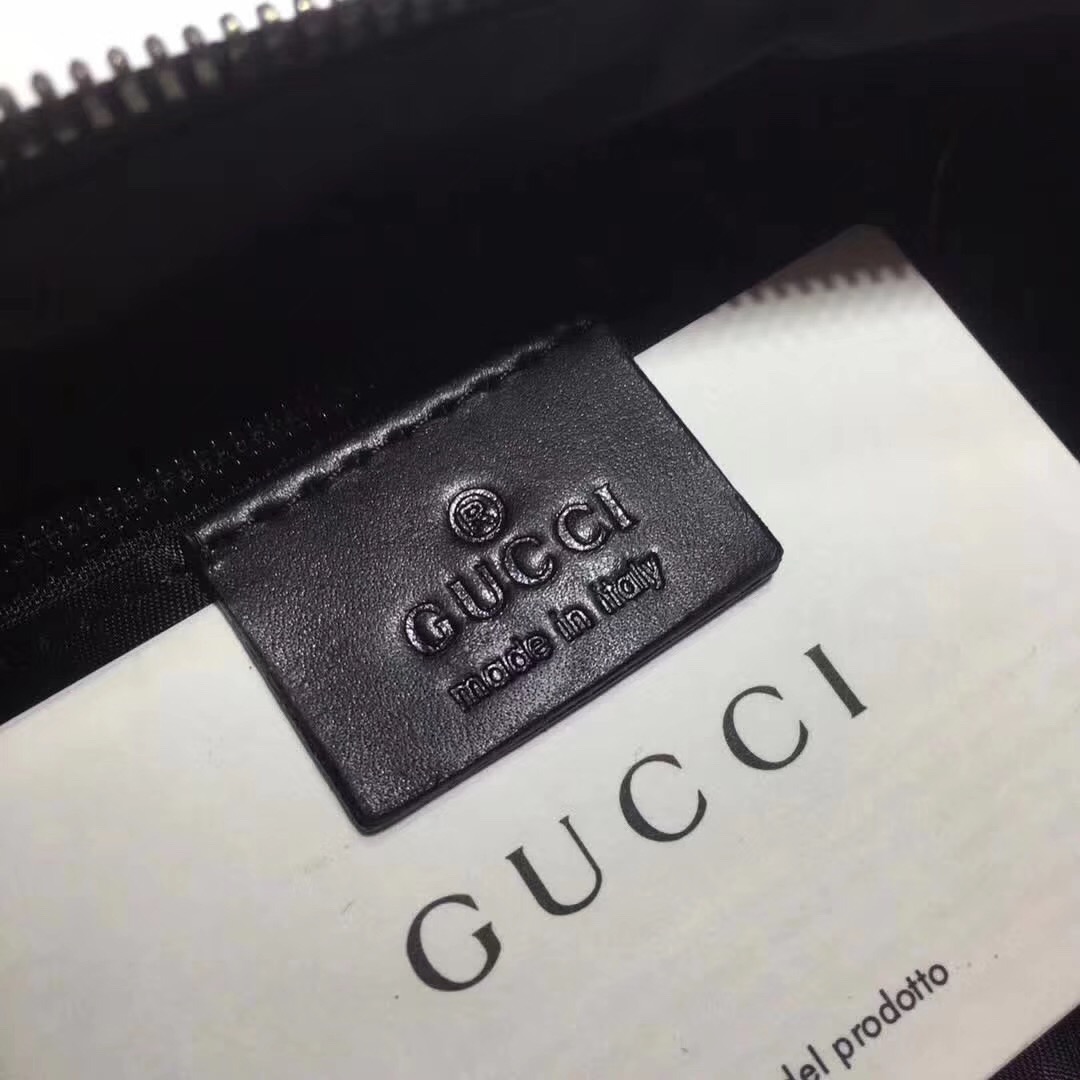 ®
GUCCI
made in italy
GUCCI
del prodotto